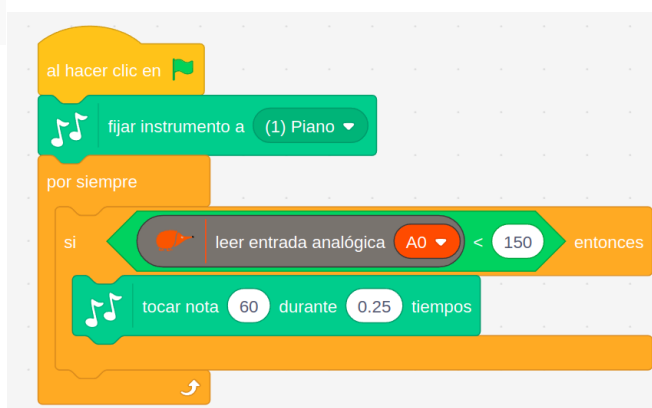 al hacer clic en
fijar instrumento a (1) Piano
por siempre
si leer entrada analógica A0 < 150 entonces
tocar nota 60 durante 0.25 tiempos